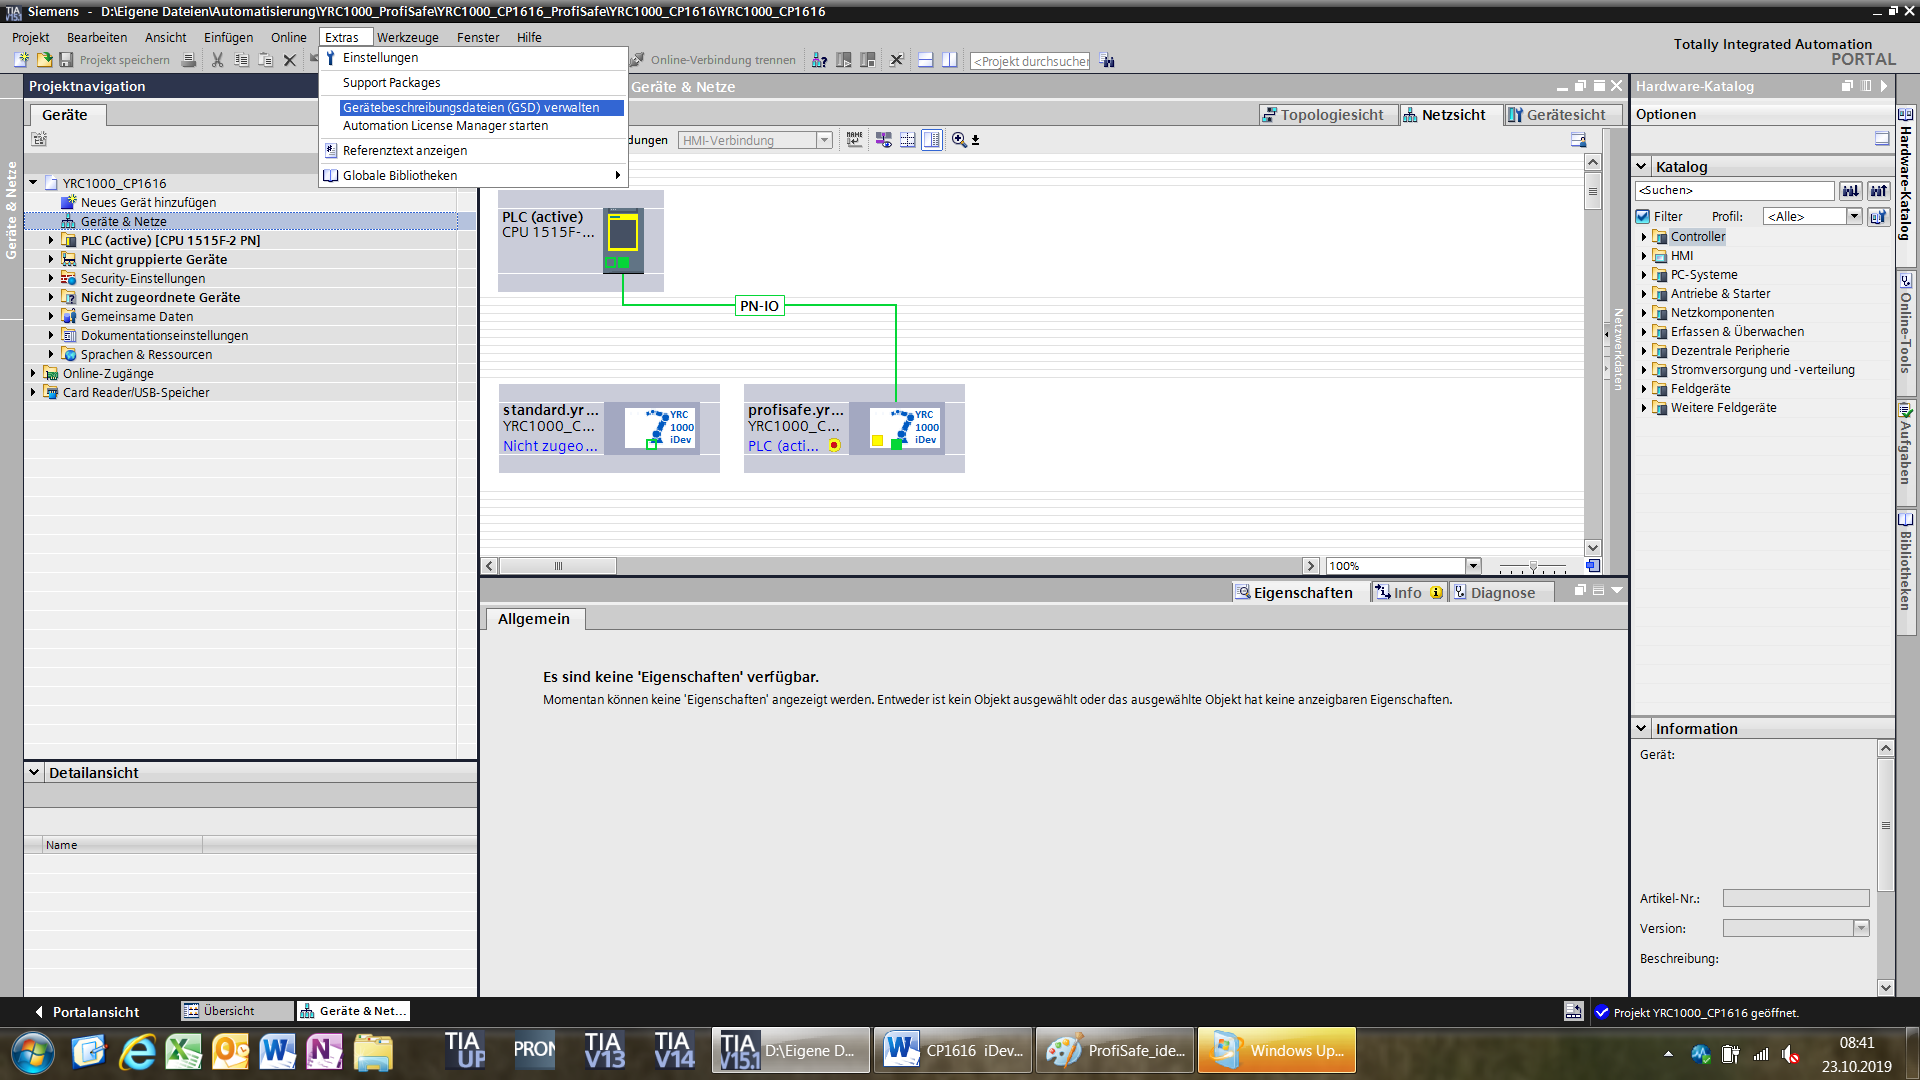 Siemens - D:\Eigene Dateien\Automatisierung\YRC1000_ProfiSafe\YRC1000_CP1616_ProfiSafe\YRC1000_CP1616\YRC1000_CP1616
Projekt Bearbeiten Ansicht Einfügen Online Extras Werkzeuge Fenster Hilfe
Totally Integrated Automation
PORTAL
Projekt speichern
Online-Verbindung trennen
<Projekt durchsuchen
Einstellungen
Support Packages
Gerätebeschreibungsdateien (GSD) verwalten
Automation License Manager starten
Referenztext anzeigen
Globale Bibliotheken
Projektnavigation
Geräte
Geräte & Netze
YRC1000_CP1616
Neues Gerät hinzufügen
Geräte & Netze
PLC (active) [CPU 1515F-2 PN]
Nicht gruppierte Geräte
Security-Einstellungen
Nicht zugeordnete Geräte
Gemeinsame Daten
Dokumentationseinstellungen
Sprachen & Ressourcen
Online-Zugänge
Card Reader/USB-Speicher
Detailansicht
Name
Geräte & Netze
Topologiesicht Netzsicht Gerätesicht
dungen HMI-Verbindung
PLC (active)
CPU 1515F-...
PN-IO
standard.yr...
YRC1000_C...
Nicht zugeo...
YRC
1000
iDev
profisafe.yr...
YRC1000_C...
PLC (acti...
YRC
1000
iDev
Netzwerkdaten
100%
Eigenschaften Info Diagnose
Allgemein
Es sind keine 'Eigenschaften' verfügbar.
Momentan können keine 'Eigenschaften' angezeigt werden. Entweder ist kein Objekt ausgewählt oder das ausgewählte Objekt hat keine anzeigbaren Eigenschaften.
Hardware-Katalog
Optionen
Katalog
<Suchen>
Filter Profil: <Alle>
Controller
HMI
PC-Systeme
Antriebe & Starter
Netzkomponenten
Erfassen & Überwachen
Dezentrale Peripherie
Stromversorgung und -verteilung
Feldgeräte
Weitere Feldgeräte
Information
Gerät:
Artikel-Nr.:
Version:
Beschreibung:
Hardware-Katalog
Online-Tools
Aufgaben
Bibliotheken
Portalansicht Übersicht Geräte & Net...
Projekt YRC1000_CP1616 geöffnet.
TIA UP
TIA V13
TIA V14
TIA V15.1 D:\Eigene D...
CP1616 iDev...
ProfiSafe_ide...
Windows Up...
08:41
23.10.2019